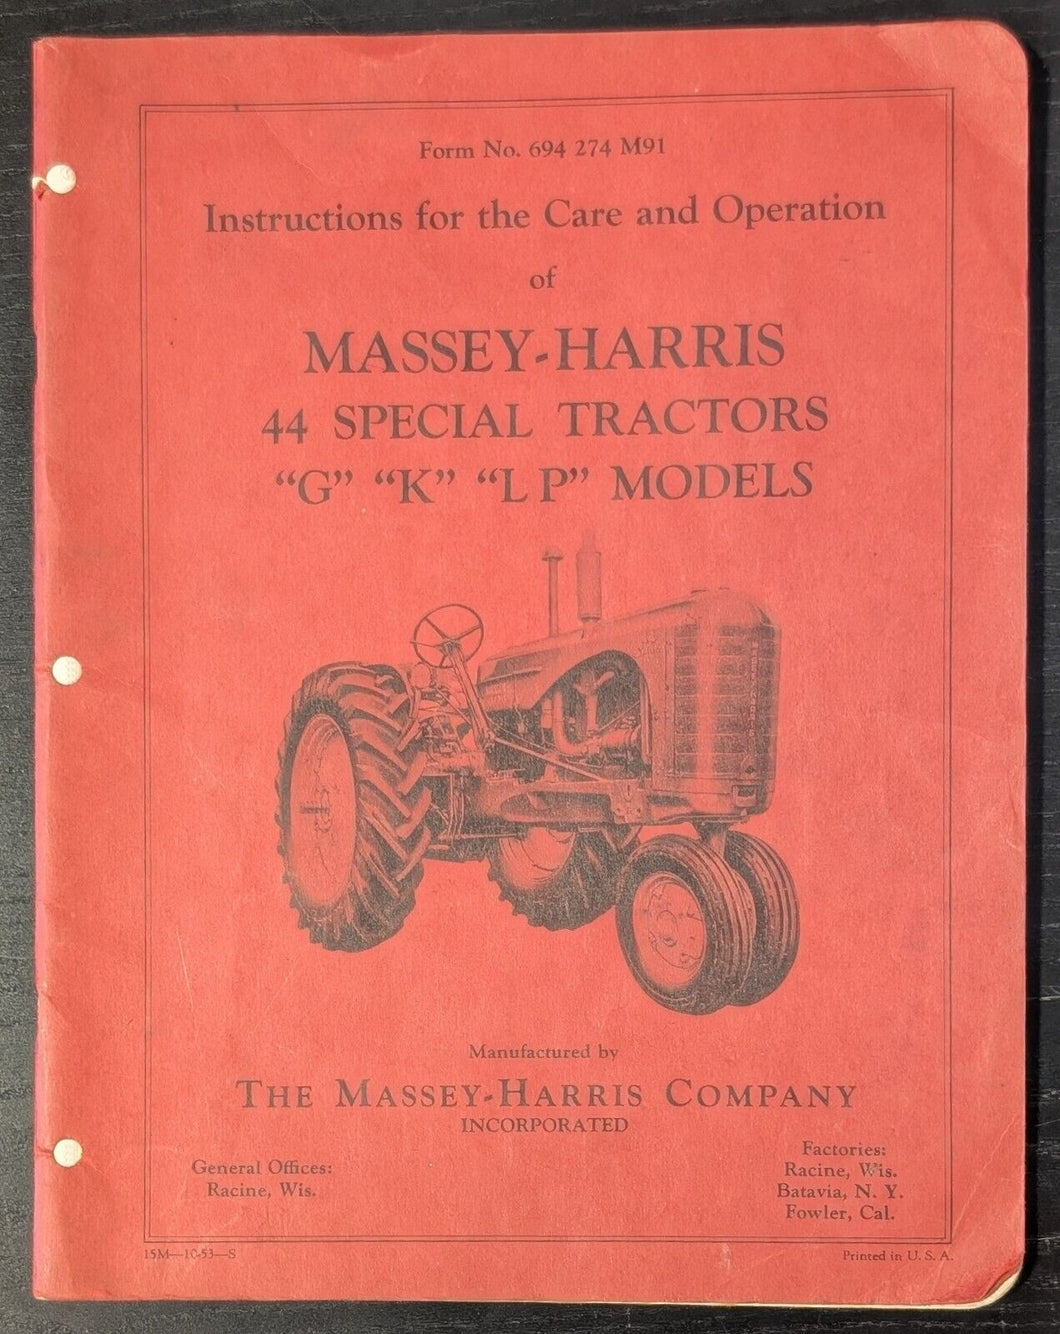 Form No. 694 274 M91
Instructions for the Care and Operation
of
MASSEY-HARRIS
44 SPECIAL TRACTORS
“G” “K” “L P” MODELS
Manufactured by
THE MASSEY-HARRIS COMPANY
INCORPORATED
General Offices:
Racine, Wis.
Factories:
Racine, Wis.
Batavia, N. Y.
Fowler, Cal.
15M—10-53—S
Printed in U. S. A.